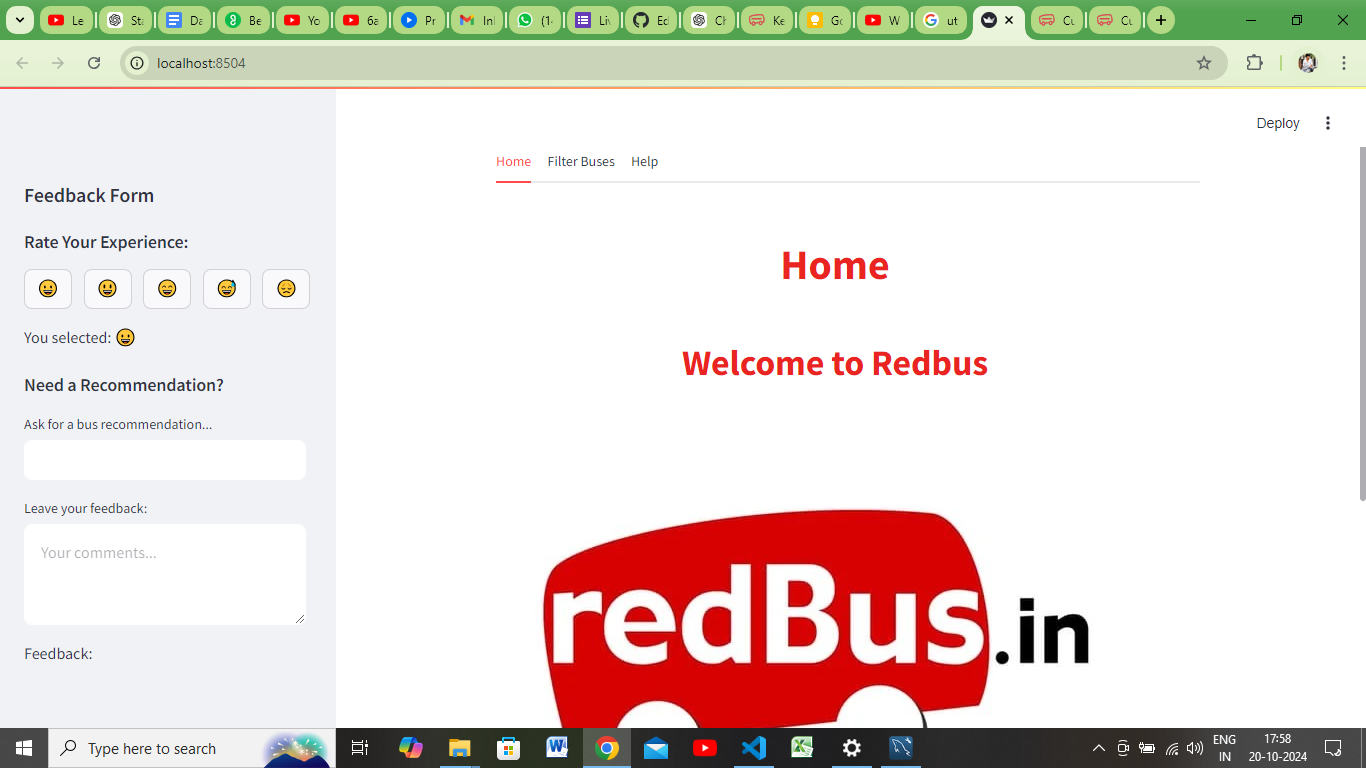 Le
Sta
Da
Be
Yo
6a
Pr
InI
(14
Liv
Ed
Ch
Ke
Go
W
ut
Cu
Cu
localhost:8504
Deploy
Home Filter Buses Help
Feedback Form
Rate Your Experience:
You selected: 😀
Need a Recommendation?
Ask for a bus recommendation...
Leave your feedback:
Your comments...
Feedback:
Home
Welcome to Redbus
redBus.in
Type here to search
ENG
IN
17:58
20-10-2024